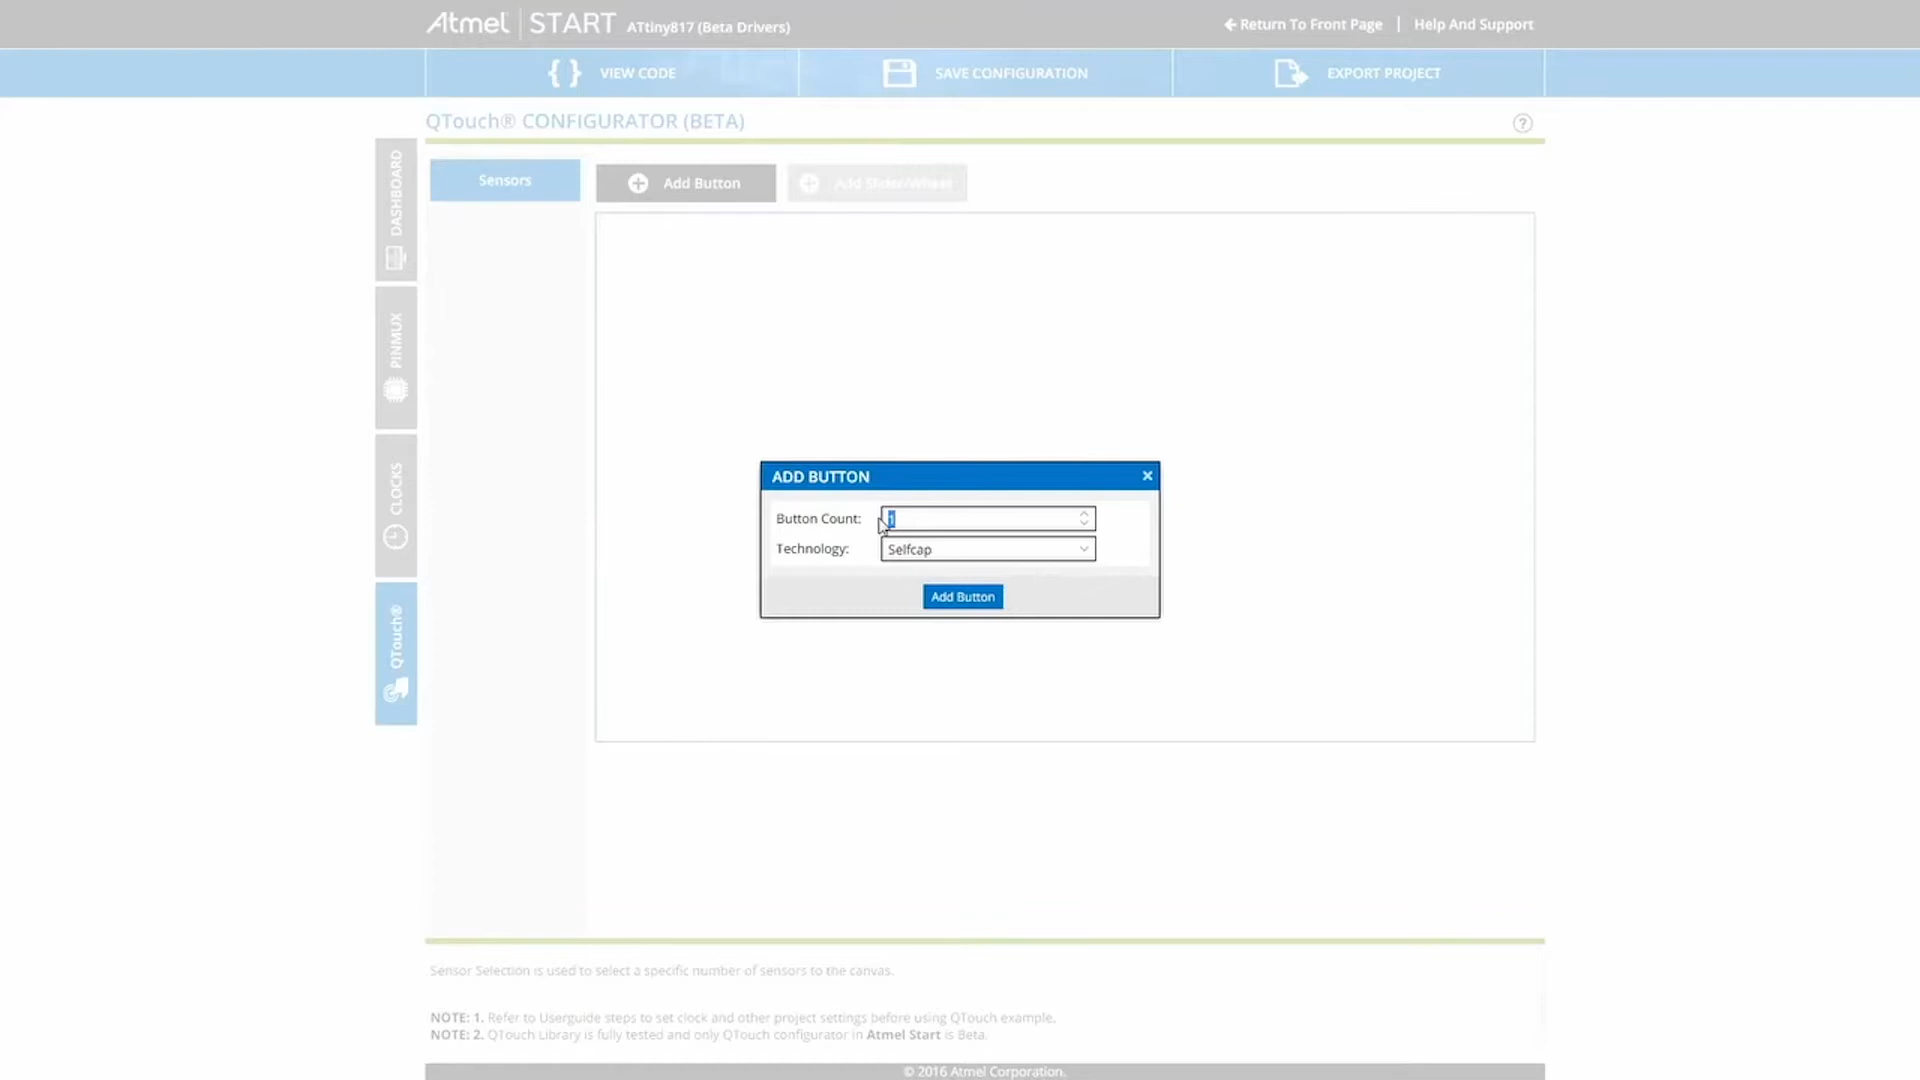 Atmel START ATtiny817 (Beta Drivers)
Return To Front Page | Help And Support
VIEW CODE
SAVE CONFIGURATION
EXPORT PROJECT
QTouch® CONFIGURATOR (BETA)
?
DASHBOARD
PINMUX
CLOCKS
QTouch®
Sensors
Add Button
Add Slider/Wheel
ADD BUTTON
Button Count: 1
Technology: Selfcap
Add Button
Sensor Selection is used to select a specific number of sensors to the canvas.
NOTE: 1. Refer to Userguide steps to set clock and other project settings before using QTouch example.
NOTE: 2. QTouch Library is fully tested and only QTouch configurator in Atmel Start is Beta.
© 2016 Atmel Corporation.